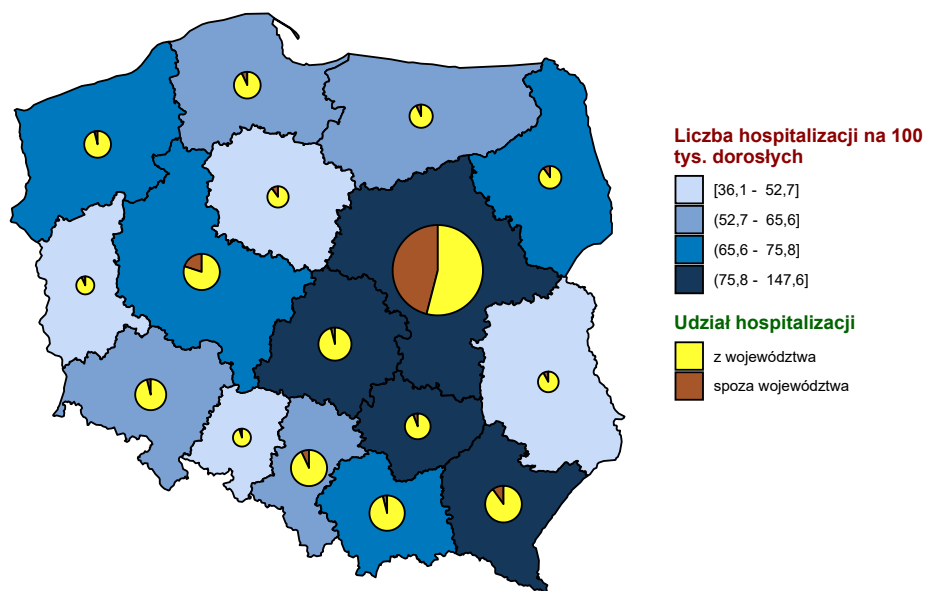 Liczba hospitalizacji na 100
tys. dorosłych
[36,1 - 52,7]
(52,7 - 65,6]
(65,6 - 75,8]
(75,8 - 147,6]
Udział hospitalizacji
z województwa
spoza województwa